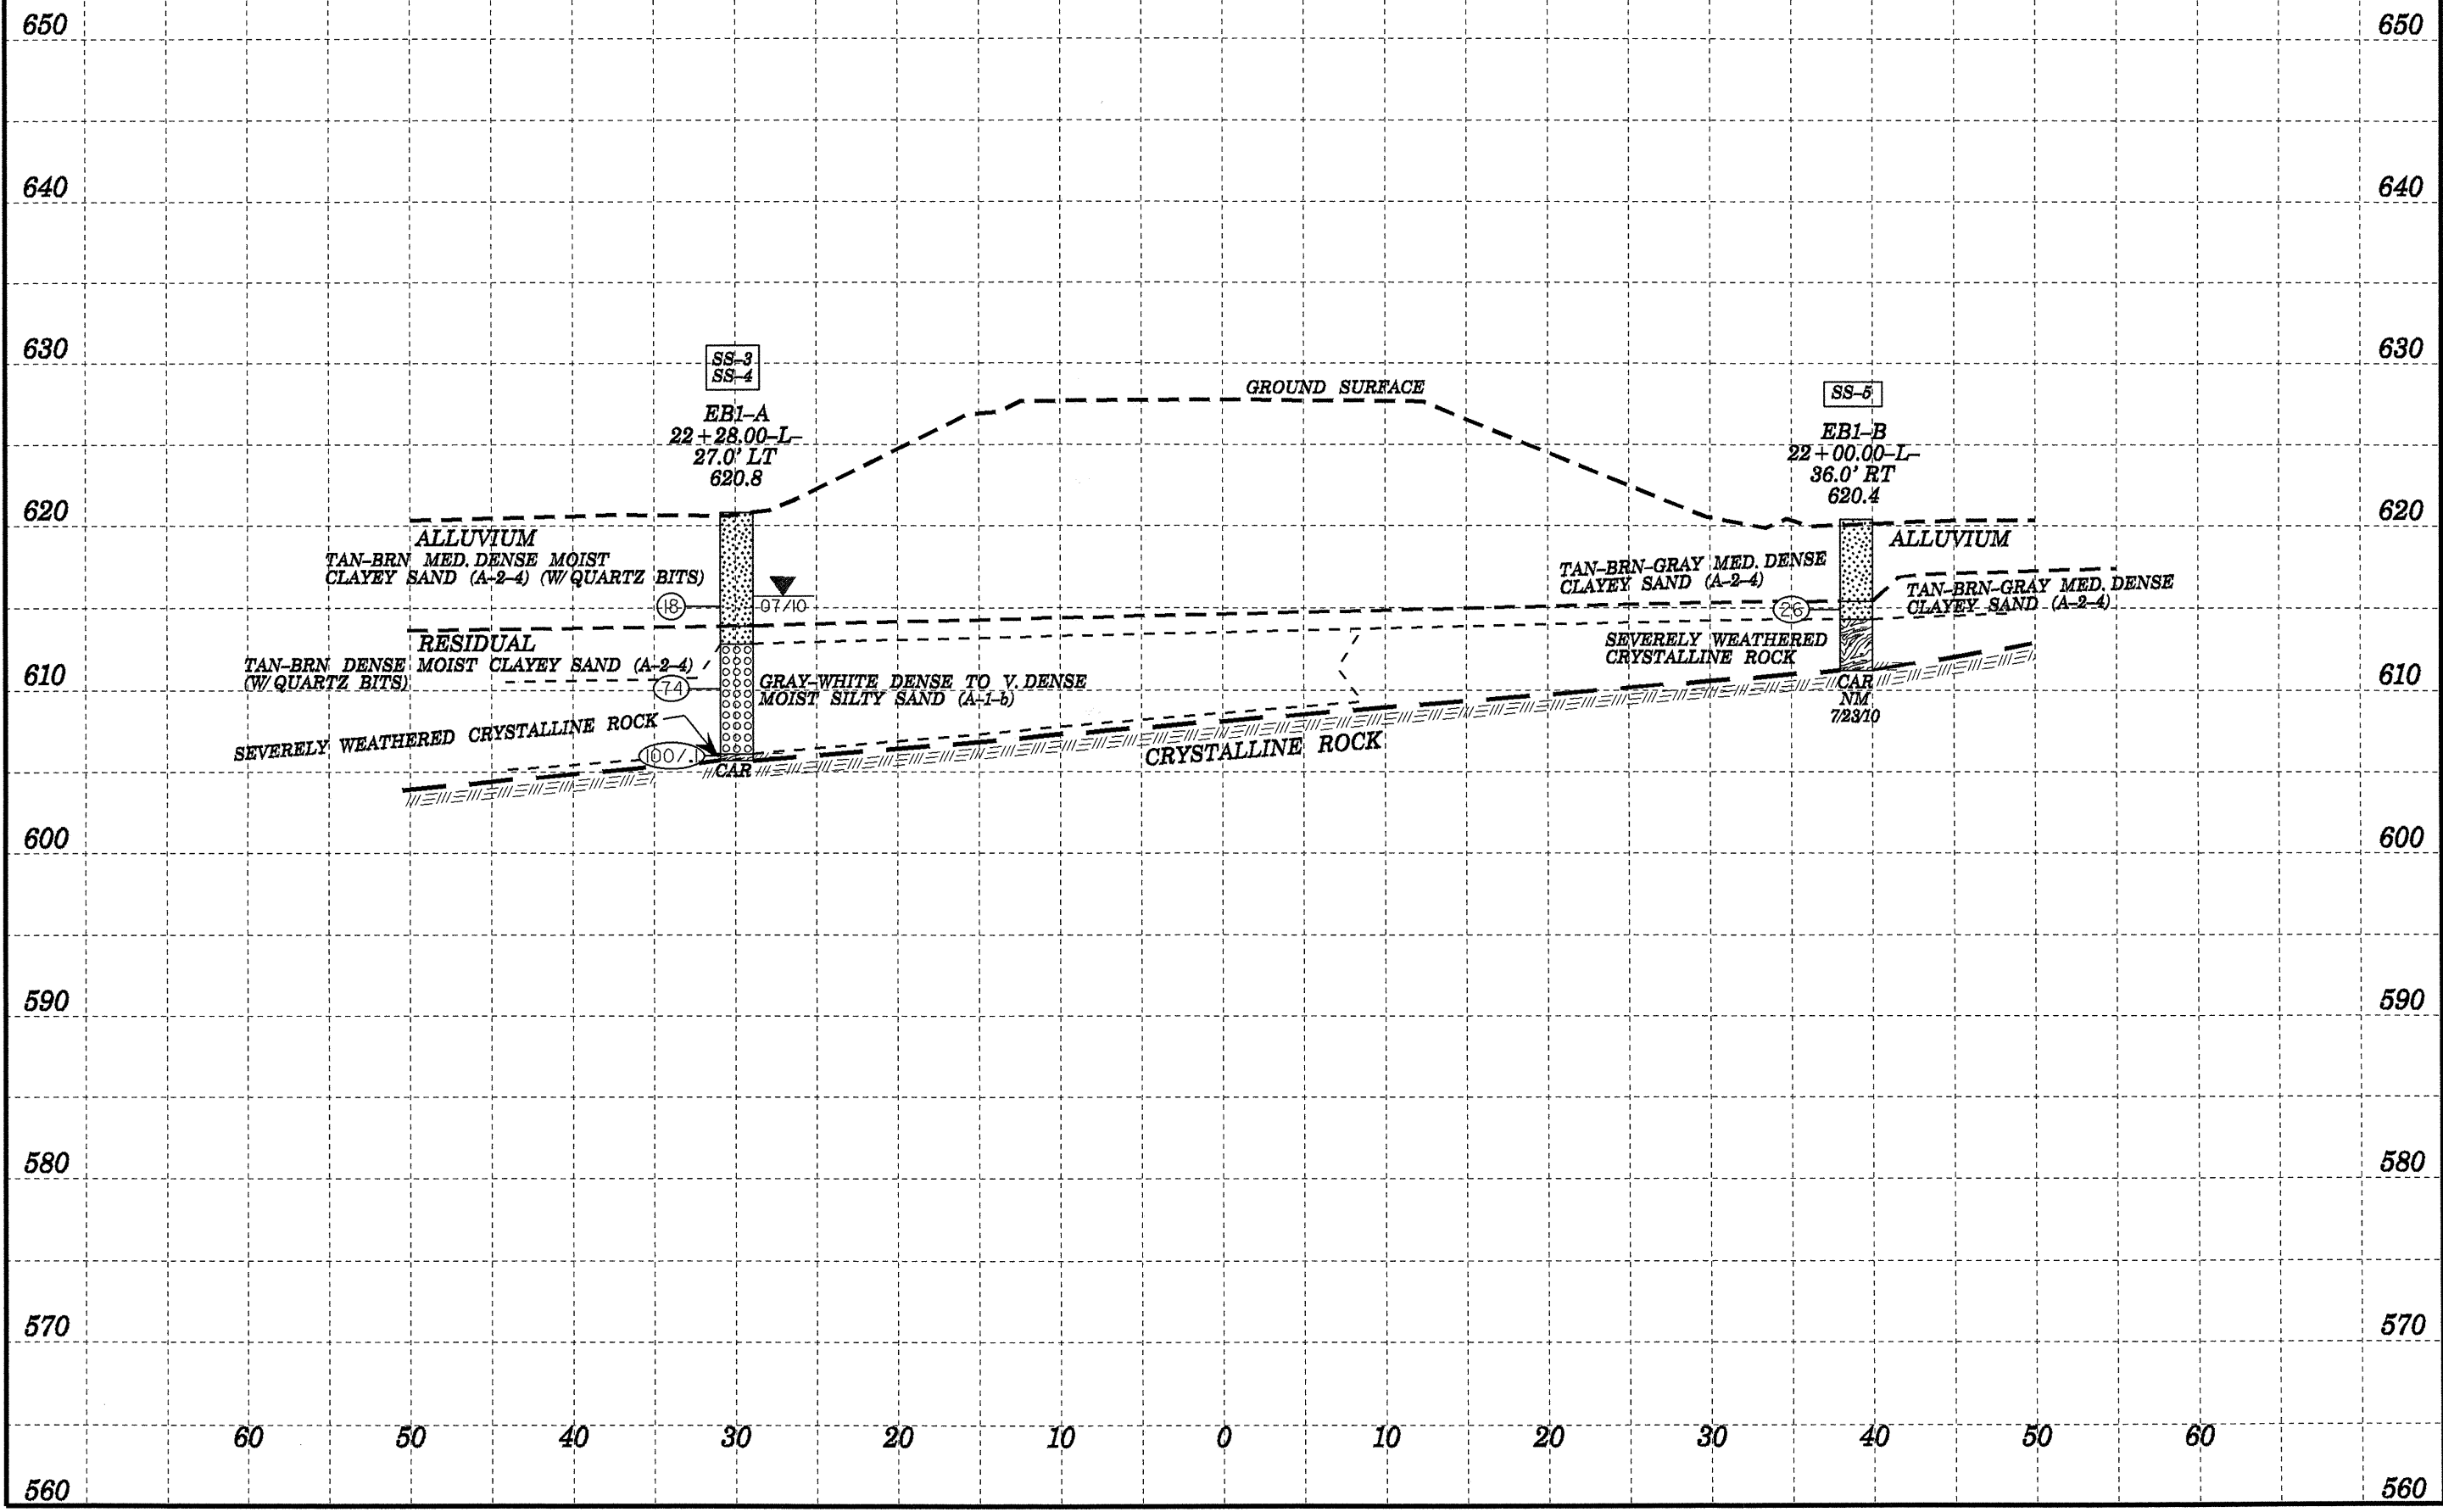 650 650
640 640
630 630
SS-3
SS-4
EB1-A
22+28.00-L-
27.0' LT
620.8
GROUND SURFACE
SS-5
EB1-B
22+00.00-L-
36.0' RT
620.4
620 620
ALLUVIUM
TAN-BRN MED. DENSE MOIST
CLAYEY SAND (A-2-4) (W/QUARTZ BITS)
18
07/10
ALLUVIUM
TAN-BRN-GRAY MED. DENSE
CLAYEY SAND (A-2-4)
26
TAN-BRN-GRAY MED. DENSE
CLAYEY SAND (A-2-4)
RESIDUAL
TAN-BRN DENSE MOIST CLAYEY SAND (A-2-4)
(W/QUARTZ BITS)
SEVERELY WEATHERED
CRYSTALLINE ROCK
610 610
74
GRAY-WHITE DENSE TO V. DENSE
MOIST SILTY SAND (A-1-b)
CAR
NM
7/23/10
SEVERELY WEATHERED CRYSTALLINE ROCK
100/.1
CAR
CRYSTALLINE ROCK
600 600
590 590
580 580
570 570
60 50 40 30 20 10 0 10 20 30 40 50 60
560 560